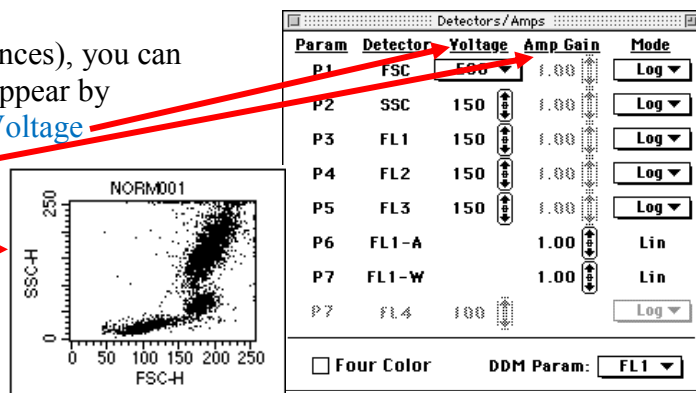 Detectors/Amps
nces), you can
ppear by
Voltage
Param Detector Voltage Amp Gain Mode
P1 FSC 1.00 Log
P2 SSC 150 1.00 Log
P3 FL1 150 1.00 Log
P4 FL2 150 1.00 Log
P5 FL3 150 1.00 Log
P6 FL1-A 1.00 Lin
P7 FL1-W 1.00 Lin
P7 FL4 100 Log
Four Color DDM Param: FL1
NORM001
250
SSC-H
0
0 50 100 150 200 250
FSC-H